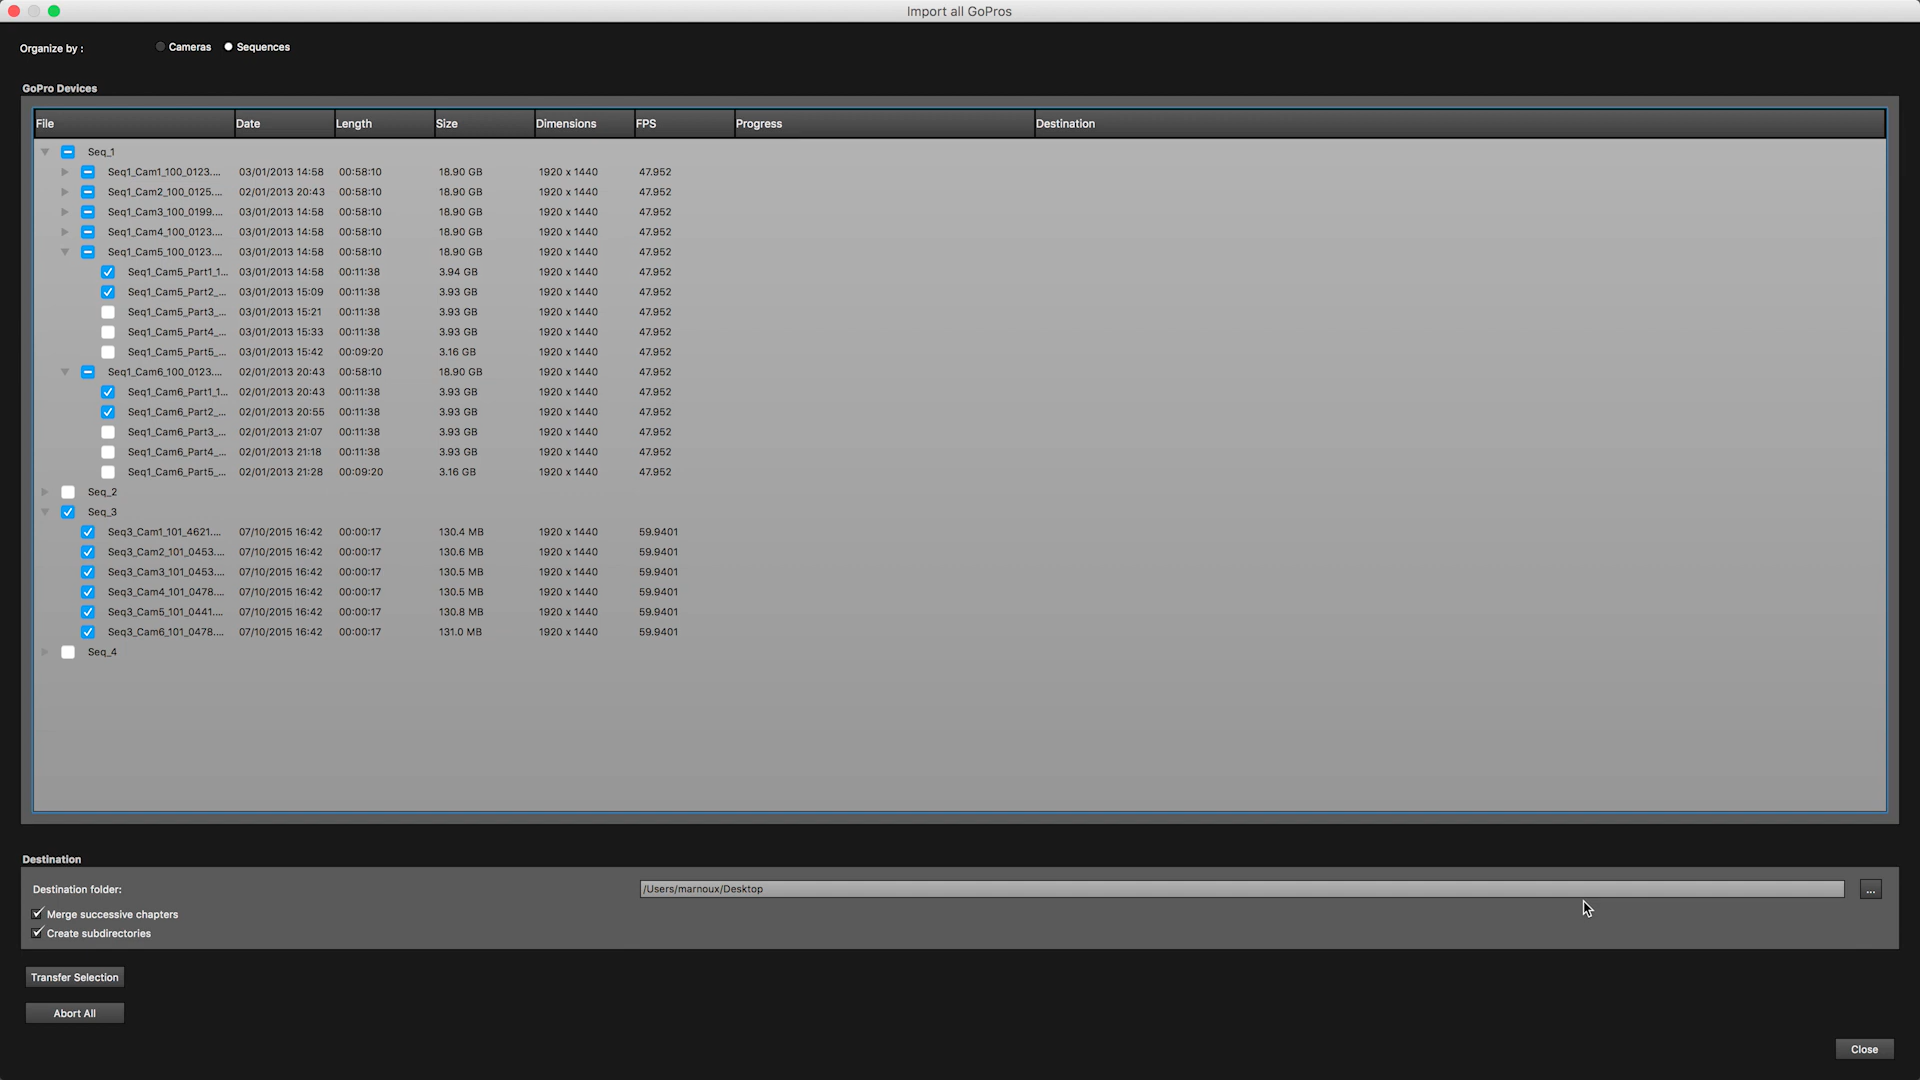 Import all GoPros
Organize by : Cameras Sequences
GoPro Devices
File Date Length Size Dimensions FPS Progress Destination
Seq_1
Seq1_Cam1_100_0123.... 03/01/2013 14:58 00:58:10 18.90 GB 1920 x 1440 47.952
Seq1_Cam2_100_0125.... 02/01/2013 20:43 00:58:10 18.90 GB 1920 x 1440 47.952
Seq1_Cam3_100_0199.... 03/01/2013 14:58 00:58:10 18.90 GB 1920 x 1440 47.952
Seq1_Cam4_100_0123.... 03/01/2013 14:58 00:58:10 18.90 GB 1920 x 1440 47.952
Seq1_Cam5_100_0123.... 03/01/2013 14:58 00:58:10 18.90 GB 1920 x 1440 47.952
Seq1_Cam5_Part1_1... 03/01/2013 14:58 00:11:38 3.94 GB 1920 x 1440 47.952
Seq1_Cam5_Part2_... 03/01/2013 15:09 00:11:38 3.93 GB 1920 x 1440 47.952
Seq1_Cam5_Part3_... 03/01/2013 15:21 00:11:38 3.93 GB 1920 x 1440 47.952
Seq1_Cam5_Part4_... 03/01/2013 15:33 00:11:38 3.93 GB 1920 x 1440 47.952
Seq1_Cam5_Part5_... 03/01/2013 15:42 00:09:20 3.16 GB 1920 x 1440 47.952
Seq1_Cam6_100_0123.... 02/01/2013 20:43 00:58:10 18.90 GB 1920 x 1440 47.952
Seq1_Cam6_Part1_1... 02/01/2013 20:43 00:11:38 3.93 GB 1920 x 1440 47.952
Seq1_Cam6_Part2_... 02/01/2013 20:55 00:11:38 3.93 GB 1920 x 1440 47.952
Seq1_Cam6_Part3_... 02/01/2013 21:07 00:11:38 3.93 GB 1920 x 1440 47.952
Seq1_Cam6_Part4_... 02/01/2013 21:18 00:11:38 3.93 GB 1920 x 1440 47.952
Seq1_Cam6_Part5_... 02/01/2013 21:28 00:09:20 3.16 GB 1920 x 1440 47.952
Seq_2
Seq_3
Seq3_Cam1_101_4621.... 07/10/2015 16:42 00:00:17 130.4 MB 1920 x 1440 59.9401
Seq3_Cam2_101_0453.... 07/10/2015 16:42 00:00:17 130.6 MB 1920 x 1440 59.9401
Seq3_Cam3_101_0453.... 07/10/2015 16:42 00:00:17 130.5 MB 1920 x 1440 59.9401
Seq3_Cam4_101_0478.... 07/10/2015 16:42 00:00:17 130.5 MB 1920 x 1440 59.9401
Seq3_Cam5_101_0441.... 07/10/2015 16:42 00:00:17 130.8 MB 1920 x 1440 59.9401
Seq3_Cam6_101_0478.... 07/10/2015 16:42 00:00:17 131.0 MB 1920 x 1440 59.9401
Seq_4
Destination
Destination folder: /Users/marnoux/Desktop ...
Merge successive chapters
Create subdirectories
Transfer Selection
Abort All
Close